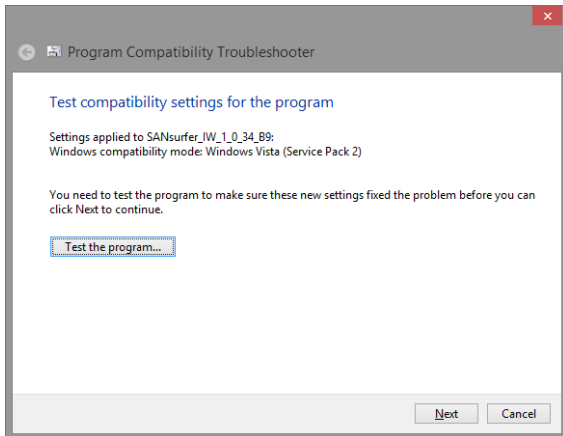 Program Compatibility Troubleshooter
Test compatibility settings for the program
Settings applied to SANsurfer_IW_1_0_34_B9:
Windows compatibility mode: Windows Vista (Service Pack 2)
You need to test the program to make sure these new settings fixed the problem before you can
click Next to continue.
Test the program...
Next
Cancel